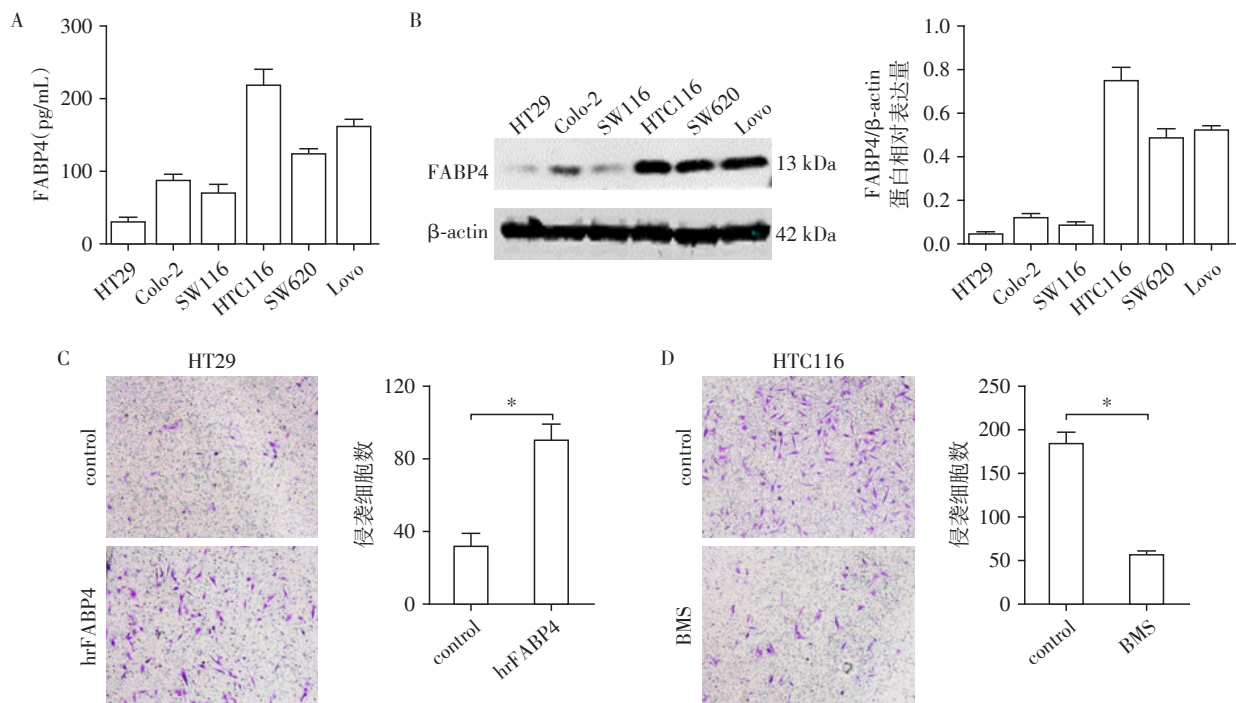 A
300
200
100
0
FABP4(pg/mL)
HT29
Colo-2
SW116
HTC116
SW620
Lovo
B
HT29
Colo-2
SW116
HTC116
SW620
Lovo
FABP4
13 kDa
β-actin
42 kDa
FABP4/β-actin
蛋白相对表达量
1.0
0.8
0.6
0.4
0.2
0.0
HT29
Colo-2
SW116
HTC116
SW620
Lovo
C
HT29
control
hrFABP4
侵袭细胞数
120
80
40
0
*
control
hrFABP4
D
HTC116
control
BMS
侵袭细胞数
250
200
150
100
50
0
*
control
BMS